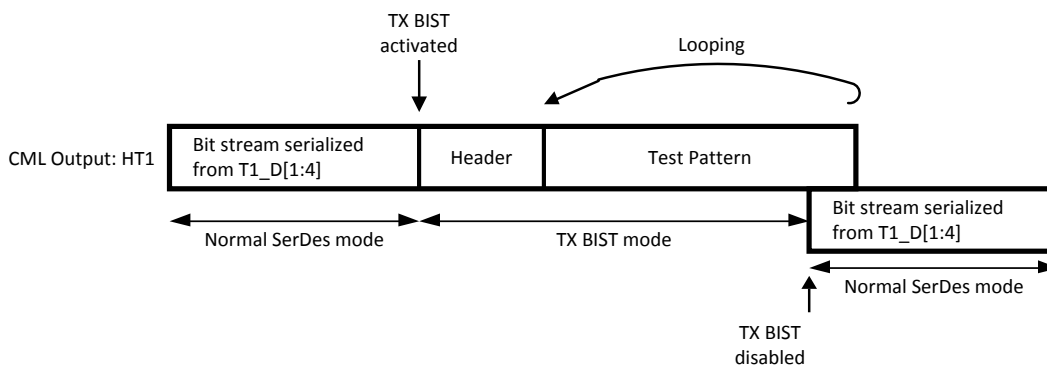 TX BIST
activated
Looping
CML Output: HT1
Bit stream serialized
from T1_D[1:4]
Header
Test Pattern
Normal SerDes mode
TX BIST mode
Bit stream serialized
from T1_D[1:4]
Normal SerDes mode
TX BIST
disabled